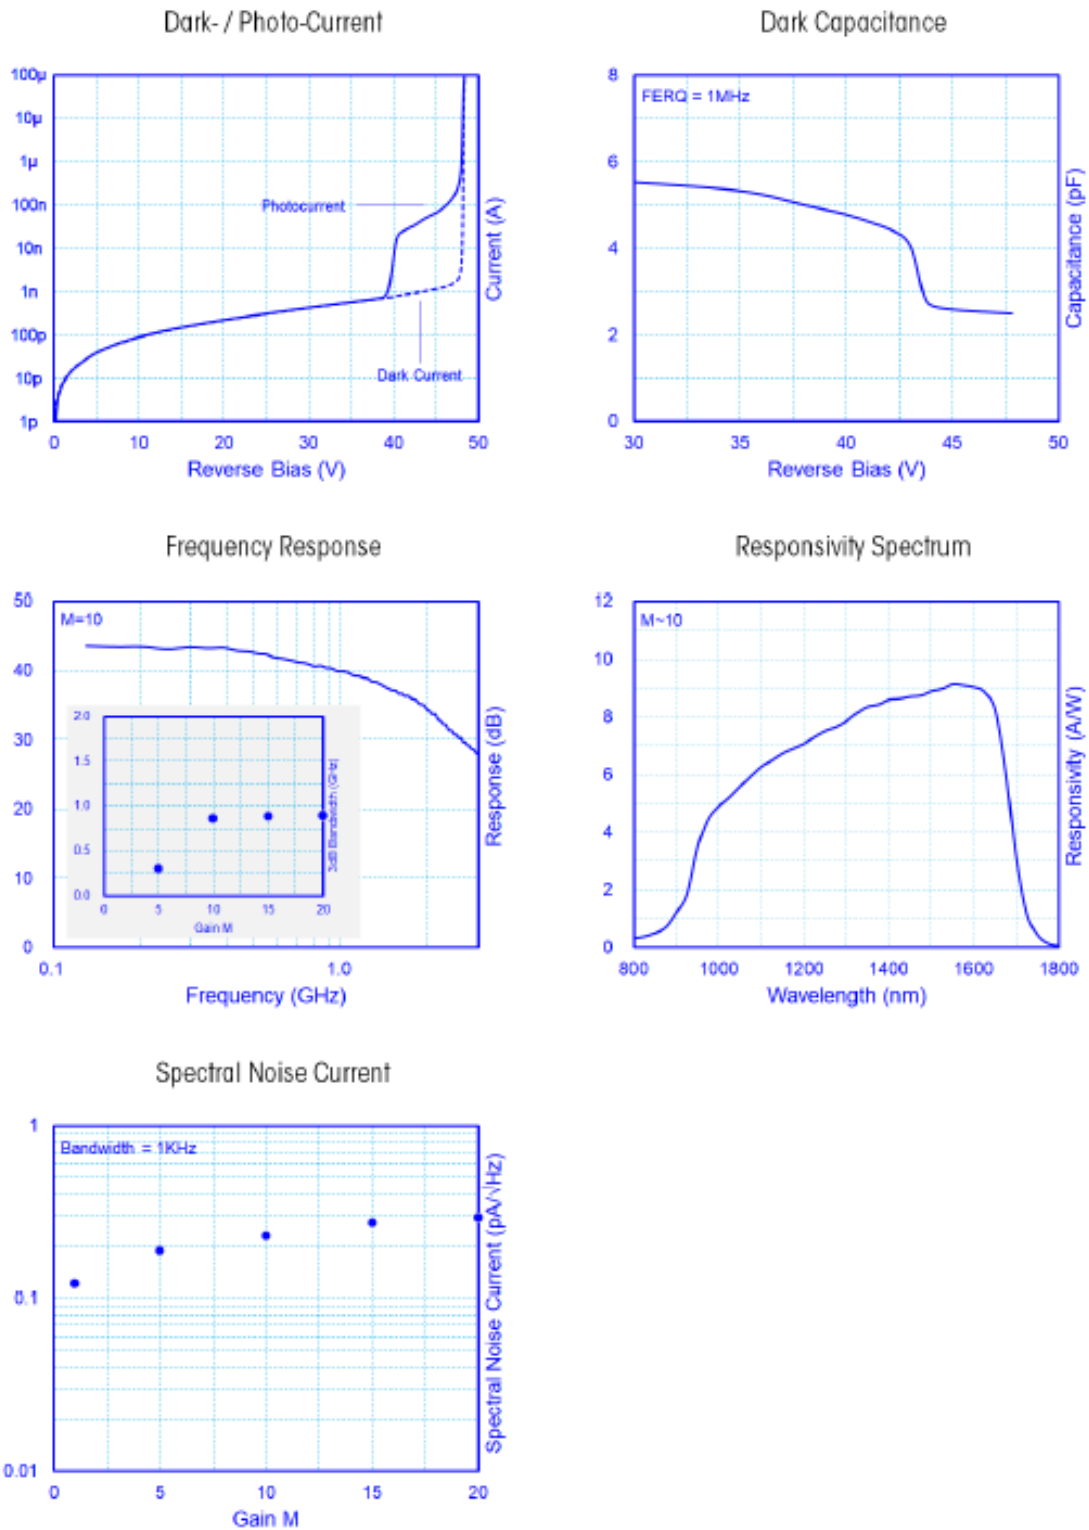 Dark- / Photo-Current
100µ
10µ
1µ
100n
10n
1n
100p
10p
1p
Photocurrent
Dark Current
Current (A)
0 10 20 30 40 50
Reverse Bias (V)
Dark Capacitance
8
6
4
2
0
FERQ = 1MHz
Capacitance (pF)
30 35 40 45 50
Reverse Bias (V)
Frequency Response
50
40
30
20
10
0
M=10
Response (dB)
2.0
1.5
1.0
0.5
0.0
3dB Bandwidth (GHz)
0 5 10 15 20
Gain M
0.1 1.0
Frequency (GHz)
Responsivity Spectrum
12
10
8
6
4
2
0
M~10
Responsivity (A/W)
800 1000 1200 1400 1600 1800
Wavelength (nm)
Spectral Noise Current
1
0.1
0.01
Bandwidth = 1KHz
Spectral Noise Current (pA/√Hz)
0 5 10 15 20
Gain M